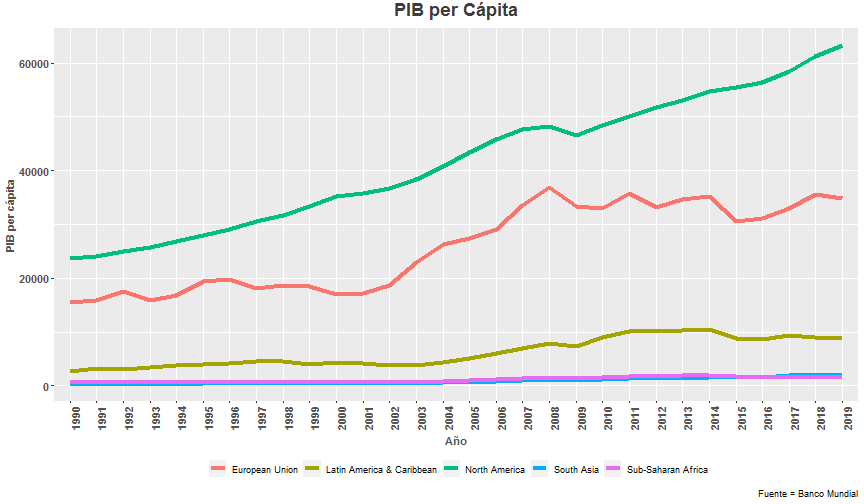 PIB per Cápita
PIB per cápita
60000
40000
20000
0
1990 1991 1992 1993 1994 1995 1996 1997 1998 1999 2000 2001 2002 2003 2004 2005 2006 2007 2008 2009 2010 2011 2012 2013 2014 2015 2016 2017 2018 2019
Año
European Union Latin America & Caribbean North America South Asia Sub-Saharan Africa
Fuente = Banco Mundial